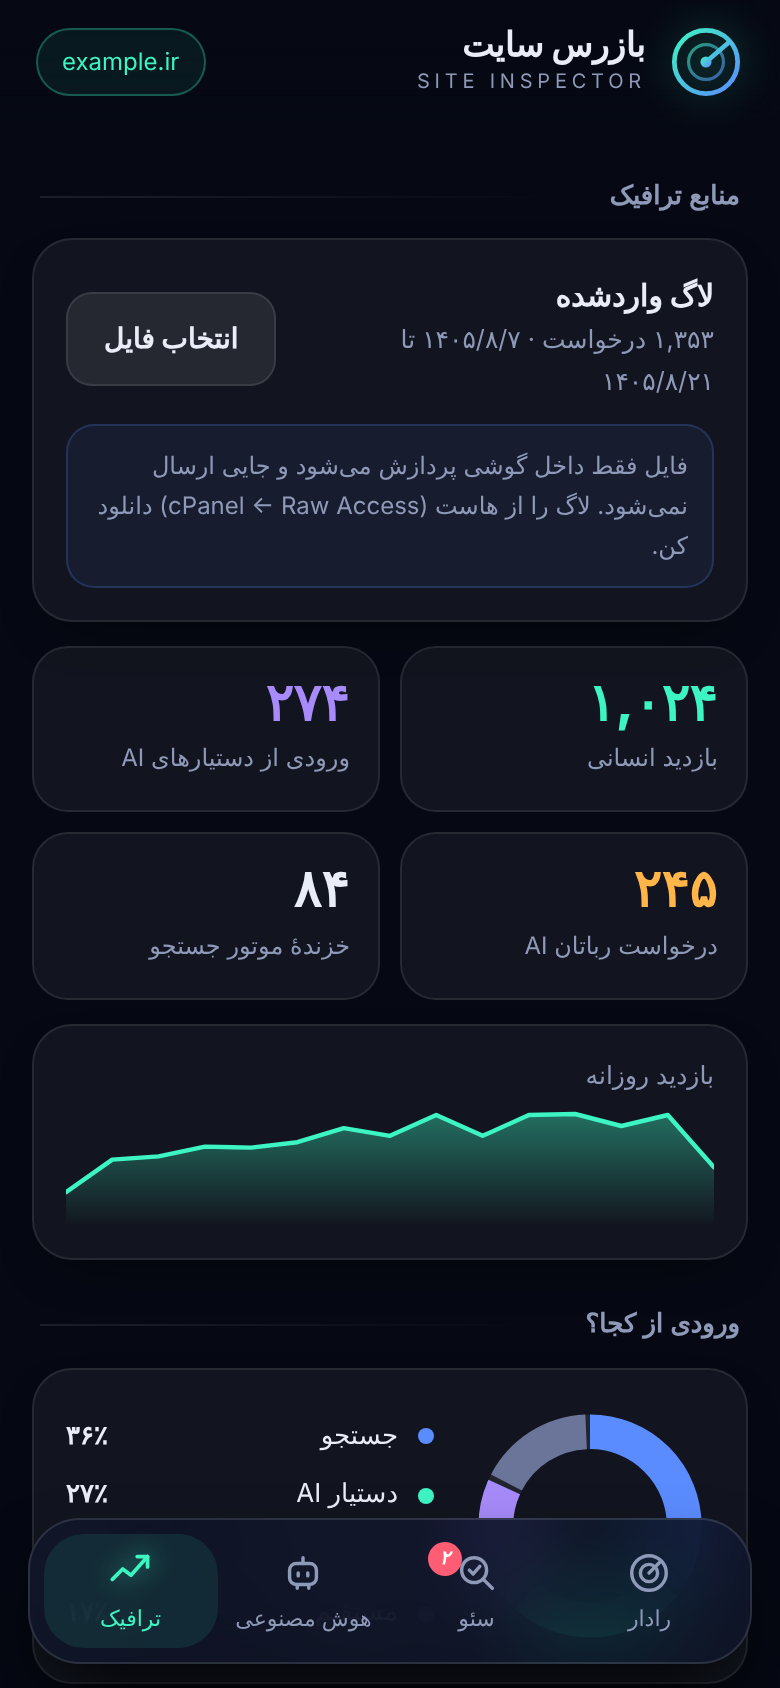 بازرس سایت
SITE INSPECTOR
example.ir
منابع ترافیک
لاگ واردشده
۱,۳۵۳ درخواست · ۱۴۰۵/۸/۷ تا
۱۴۰۵/۸/۲۱
انتخاب فایل
فایل فقط داخل گوشی پردازش می‌شود و جایی ارسال
نمی‌شود. لاگ را از هاست (cPanel ← Raw Access) دانلود
کن.
۱,۰۲۴
بازدید انسانی
۲۷۴
ورودی از دستیارهای AI
۲۴۵
درخواست رباتان AI
۸۴
خزندهٔ موتور جستجو
بازدید روزانه
ورودی از کجا؟
جستجو
۳۶٪
دستیار AI
۲۷٪
رادار
سئو
۲
هوش مصنوعی
ترافیک